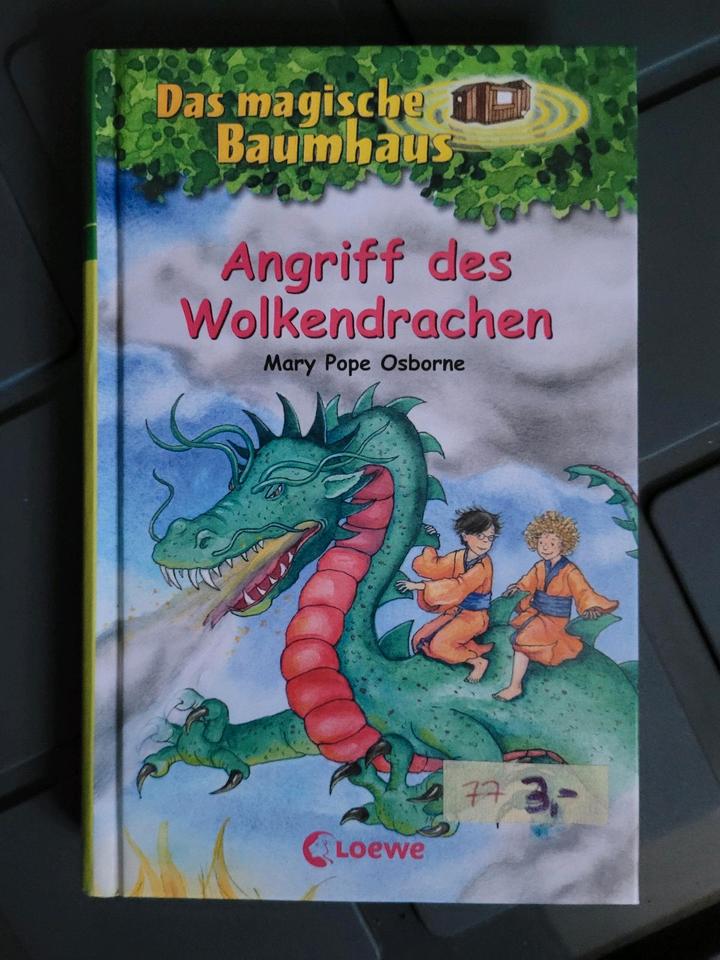 Das magische
Baumhaus
Angriff des
Wolkendrachen
Mary Pope Osborne
77 3,-
LOEWE